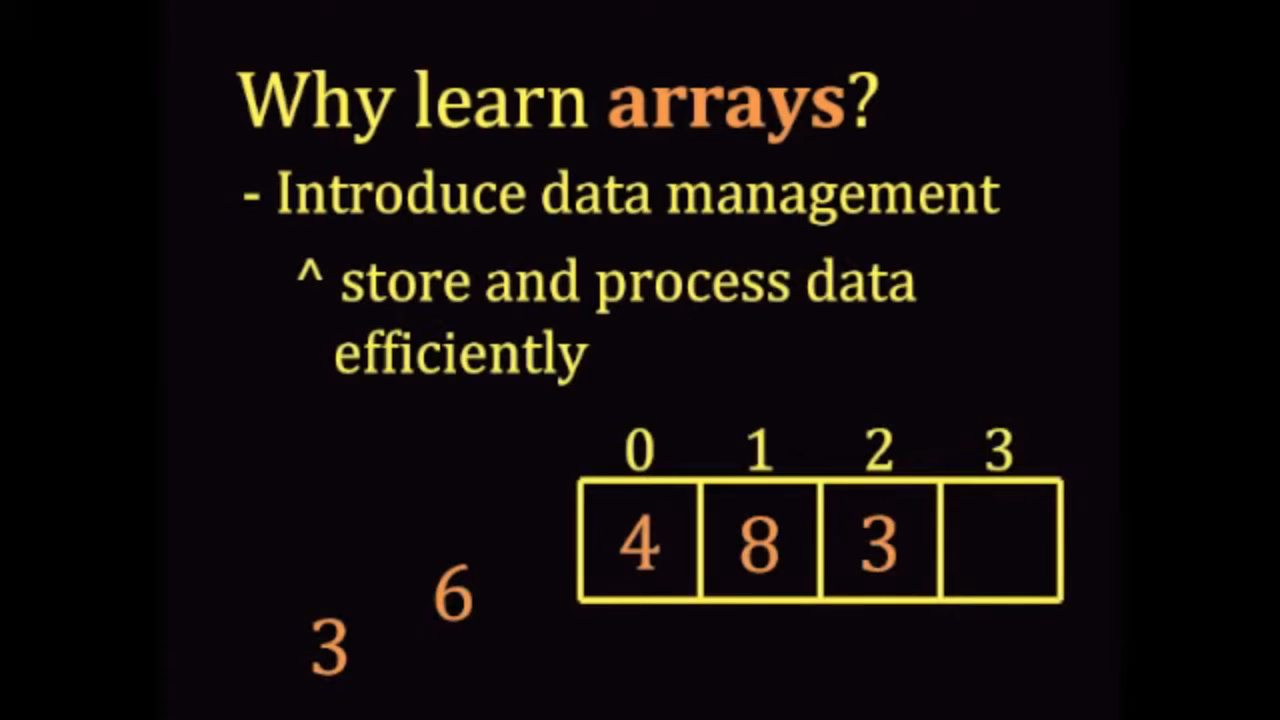 Why learn arrays?
- Introduce data management
^ store and process data
efficiently
0 1 2 3
4 8 3
6
3